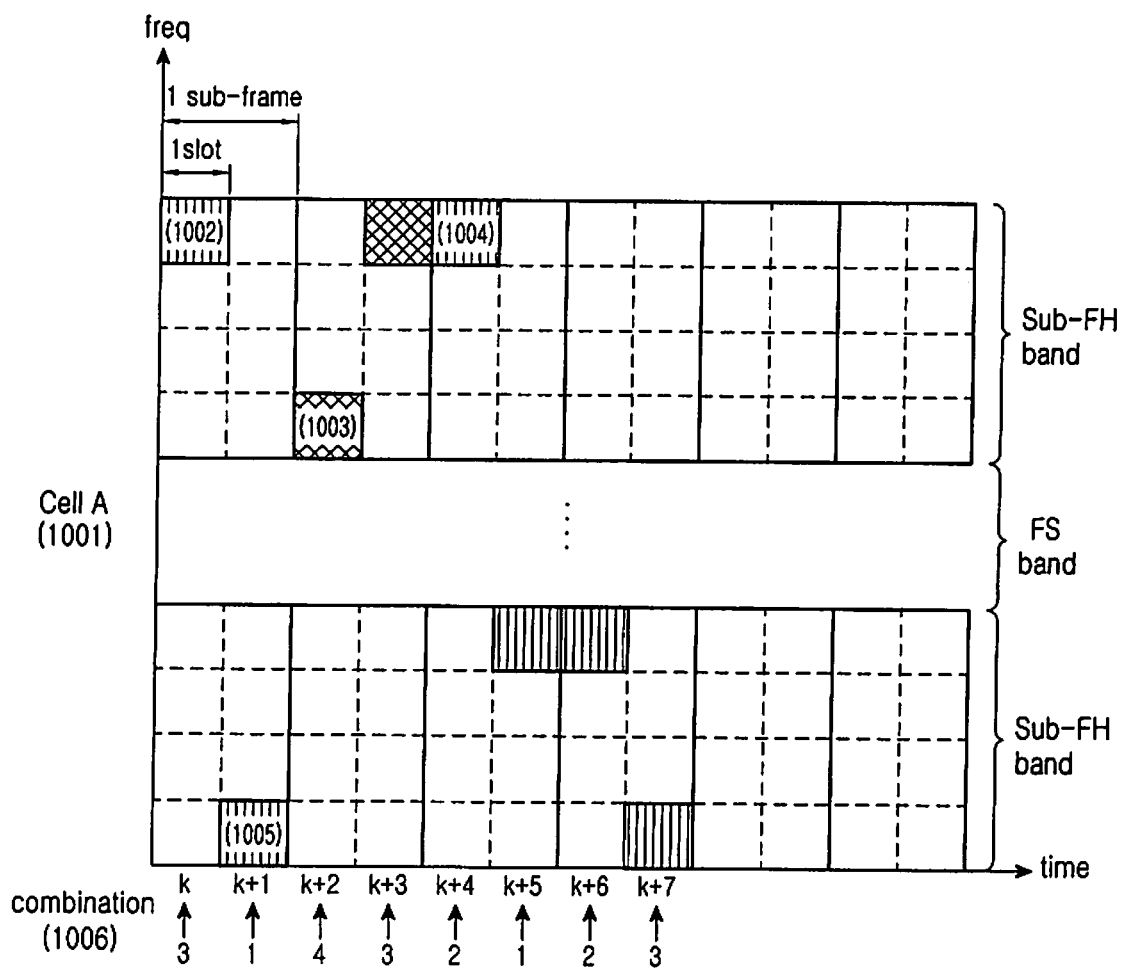 freq
1 sub-frame
1slot
(1002)
(1004)
(1003)
Sub-FH
band
Cell A
(1001)
FS
band
Sub-FH
band
(1005)
time
k k+1 k+2 k+3 k+4 k+5 k+6 k+7
combination
(1006)
3 1 4 3 2 1 2 3